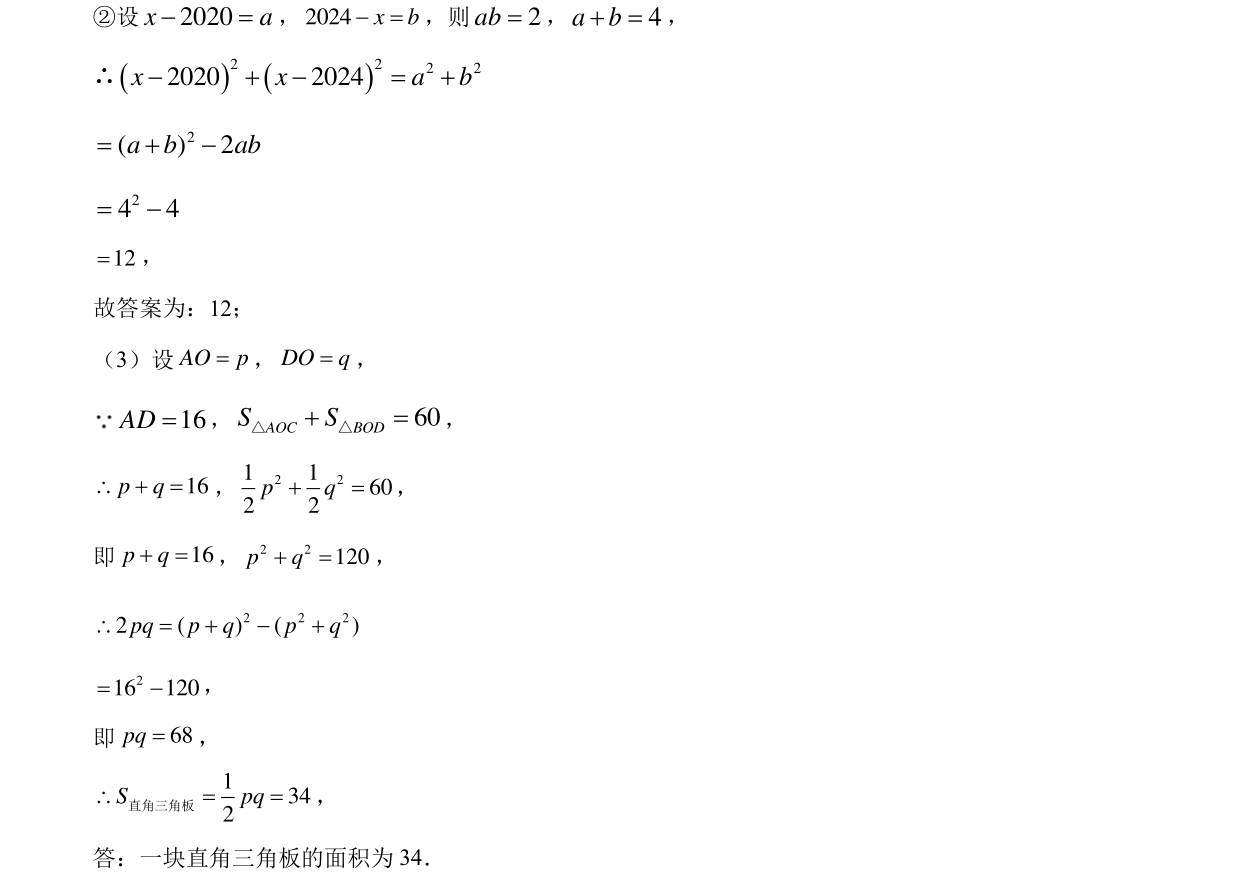 ②设 x－2020＝a，2024－x＝b，则 ab＝2，a＋b＝4，
∴(x－2020)²＋(x－2024)²＝a²＋b²
＝(a＋b)²－2ab
＝4²－4
＝12，
故答案为：12；
（3）设 AO＝p，DO＝q，
∵AD＝16，S△AOC＋S△BOD＝60，
∴p＋q＝16，1/2 p²＋1/2 q²＝60，
即 p＋q＝16，p²＋q²＝120，
∴2pq＝(p＋q)²－(p²＋q²)
＝16²－120，
即 pq＝68，
∴S直角三角板＝1/2 pq＝34，
答：一块直角三角板的面积为 34．